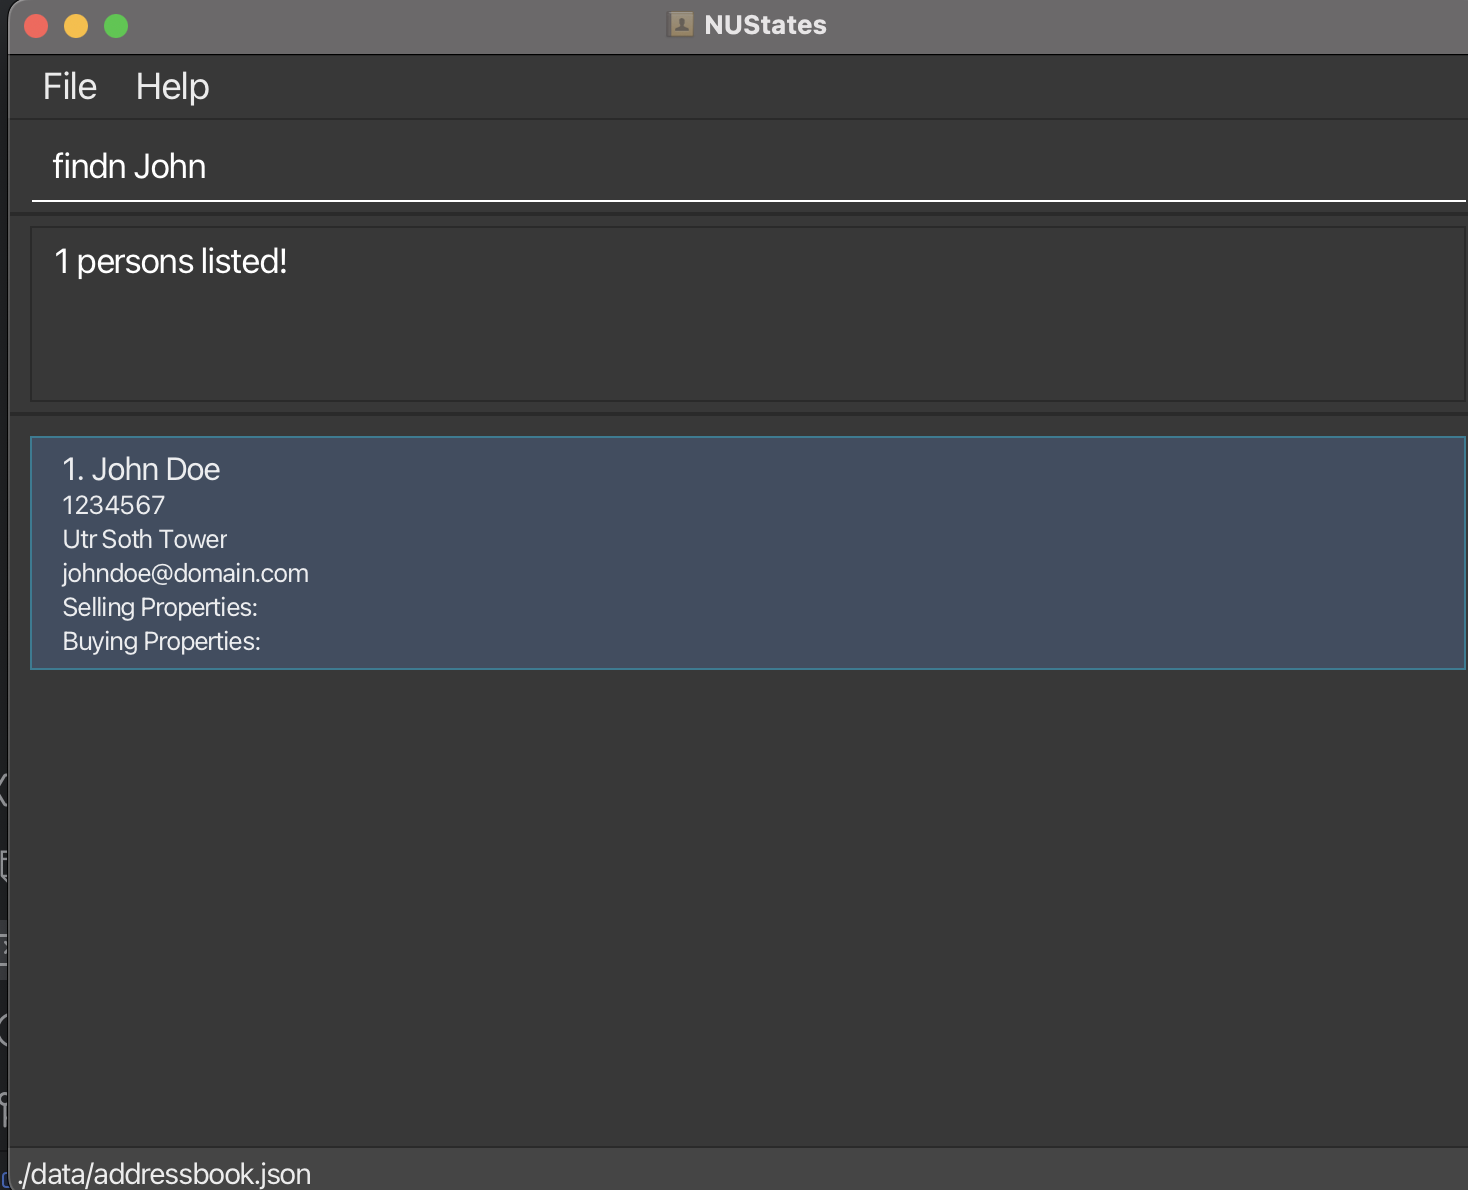 NUStates
File Help
findn John
1 persons listed!
1. John Doe
1234567
Utr Soth Tower
johndoe@domain.com
Selling Properties:
Buying Properties:
./data/addressbook.json